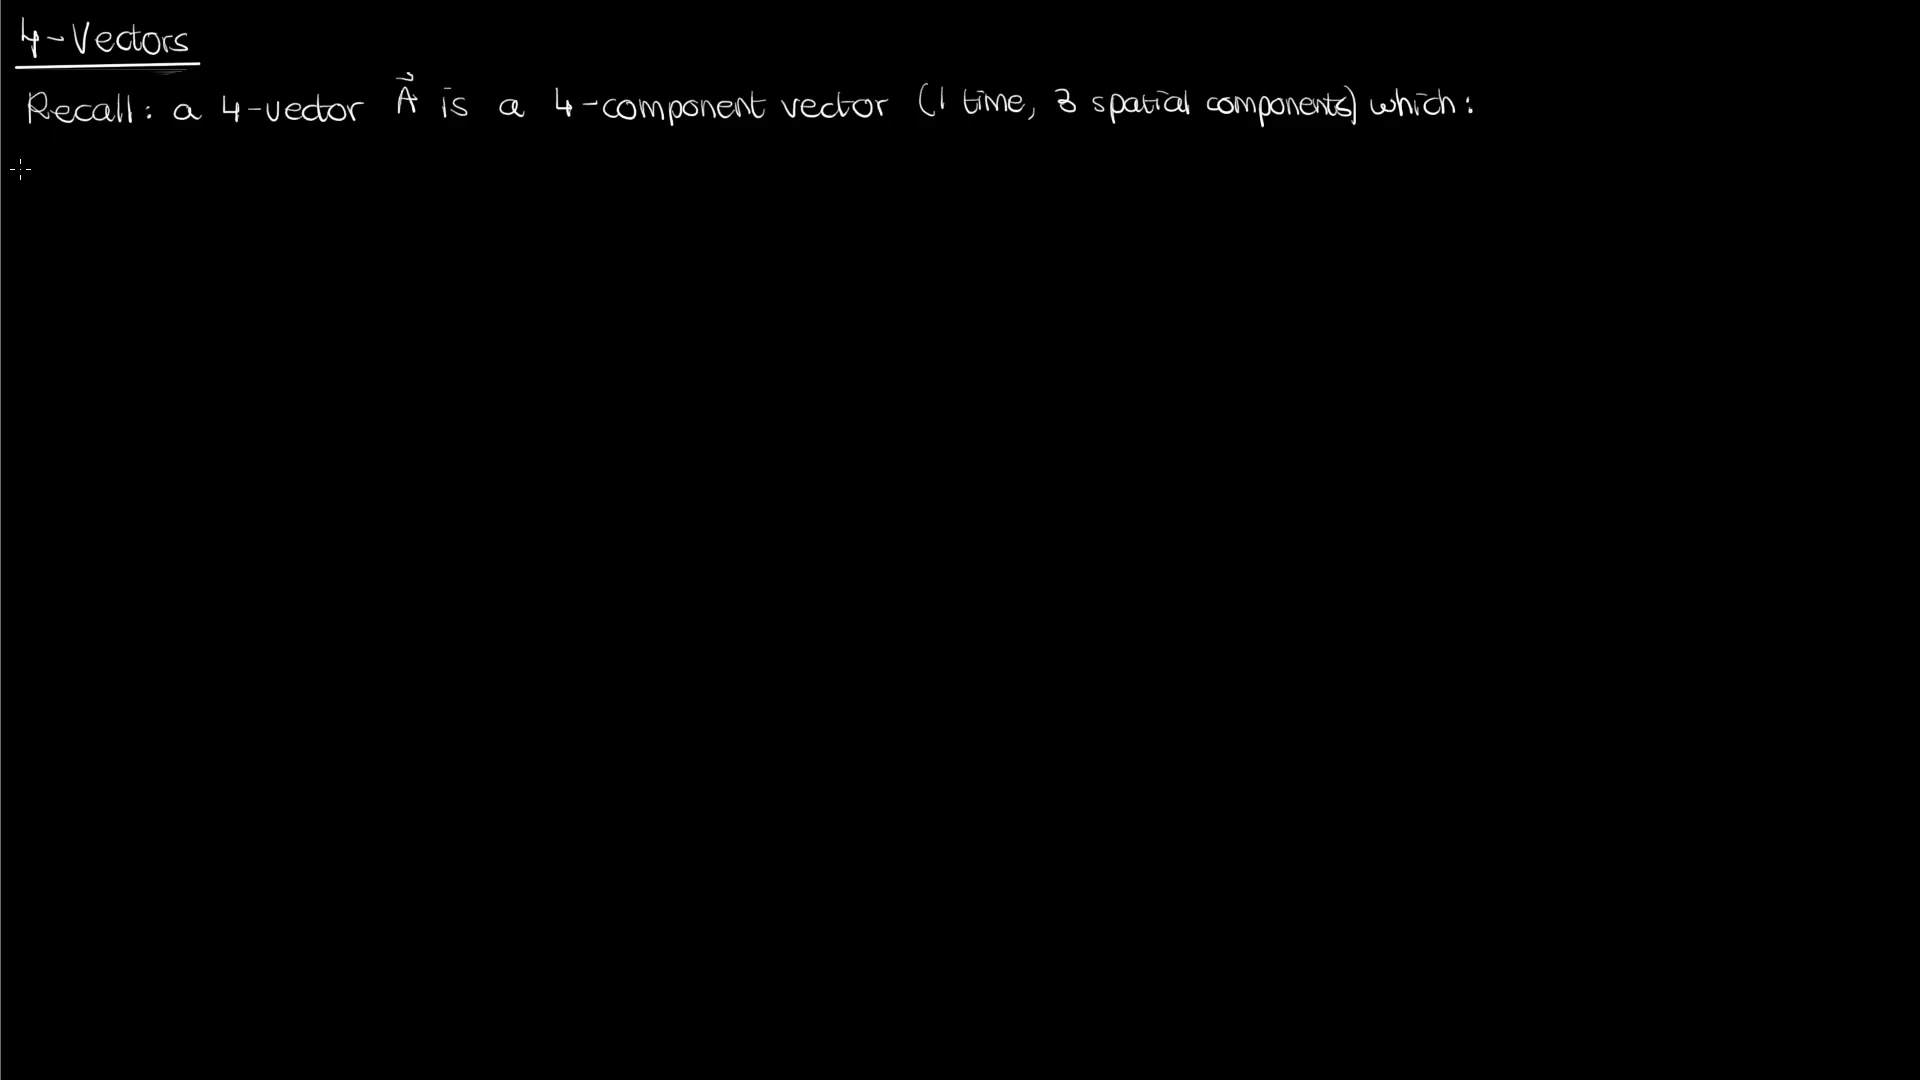 4-Vectors
Recall: a 4-vector A⃗ is a 4-component vector (1 time, 3 spatial components) which: